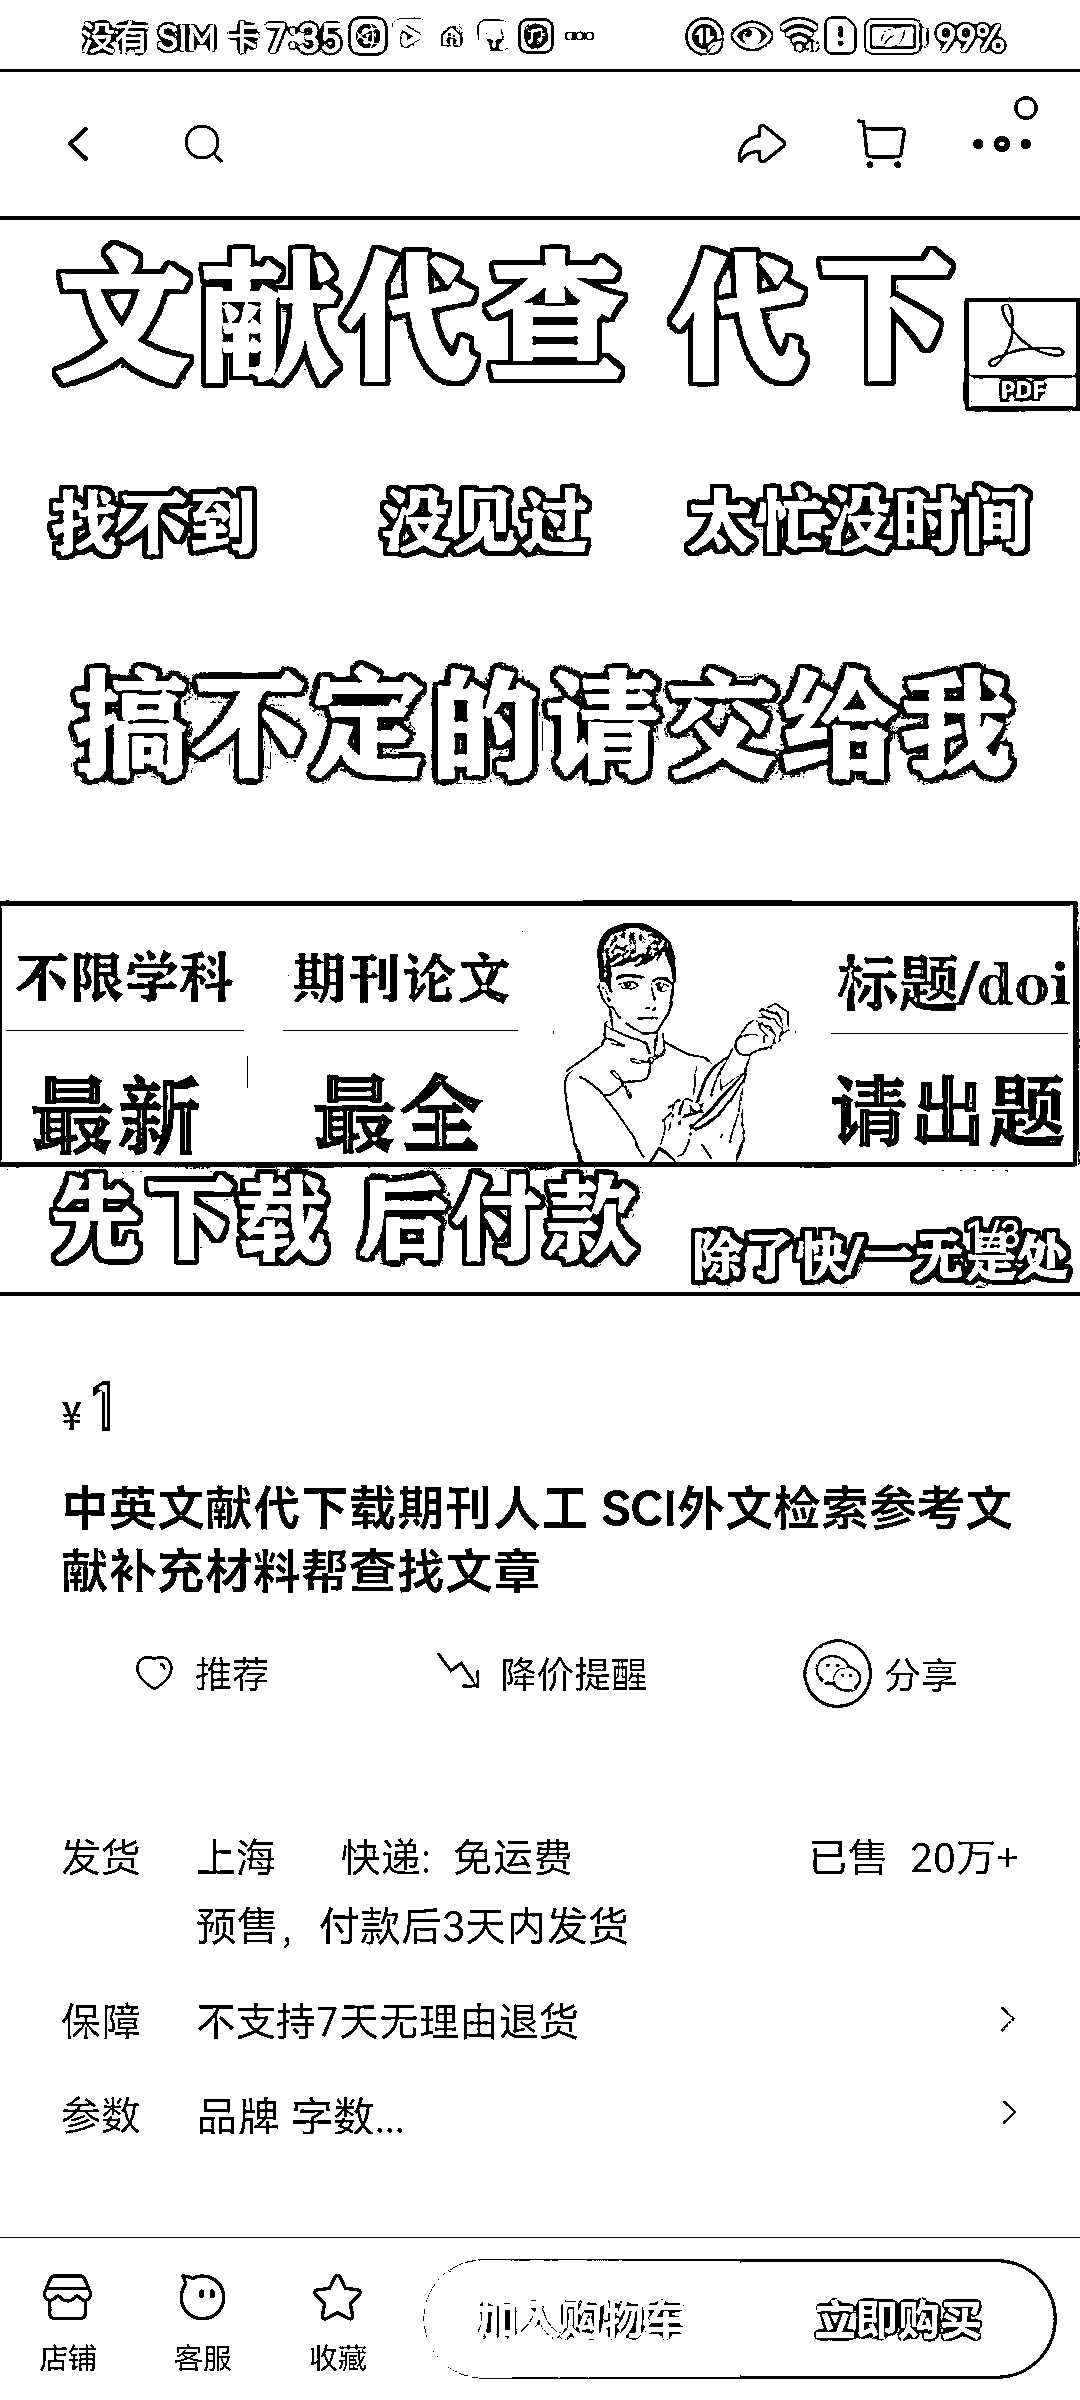 没有 SIM 卡 7:35 99%
文献代查 代下
PDF
找不到 没见过 太忙没时间
搞不定的请交给我
不限学科 期刊论文 标题/doi
最新 最全 请出题
先下载 后付款
除了快/一无是处
1/3
¥1
中英文献代下载期刊人工 SCI外文检索参考文
献补充材料帮查找文章
推荐 降价提醒 分享
发货 上海 快递: 免运费 已售 20万+
预售，付款后3天内发货
保障 不支持7天无理由退货
参数 品牌 字数...
店铺 客服 收藏 加入购物车 立即购买